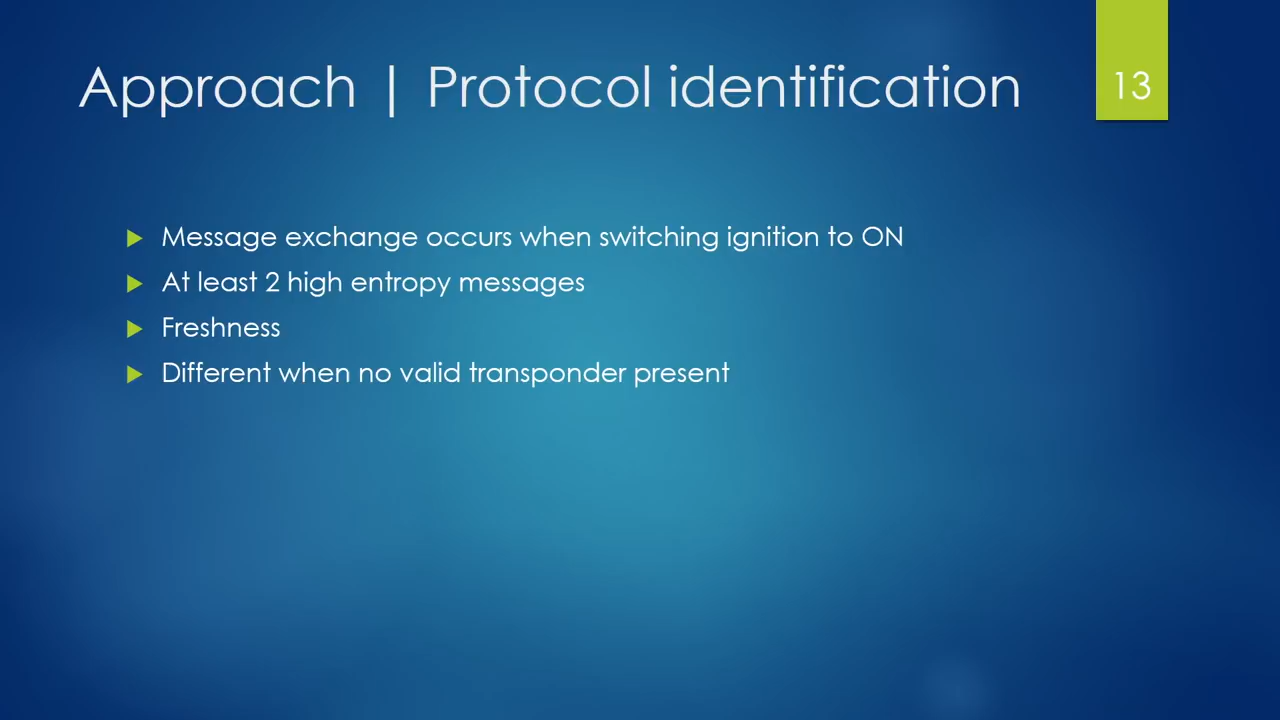 Approach | Protocol identification
13
Message exchange occurs when switching ignition to ON
At least 2 high entropy messages
Freshness
Different when no valid transponder present